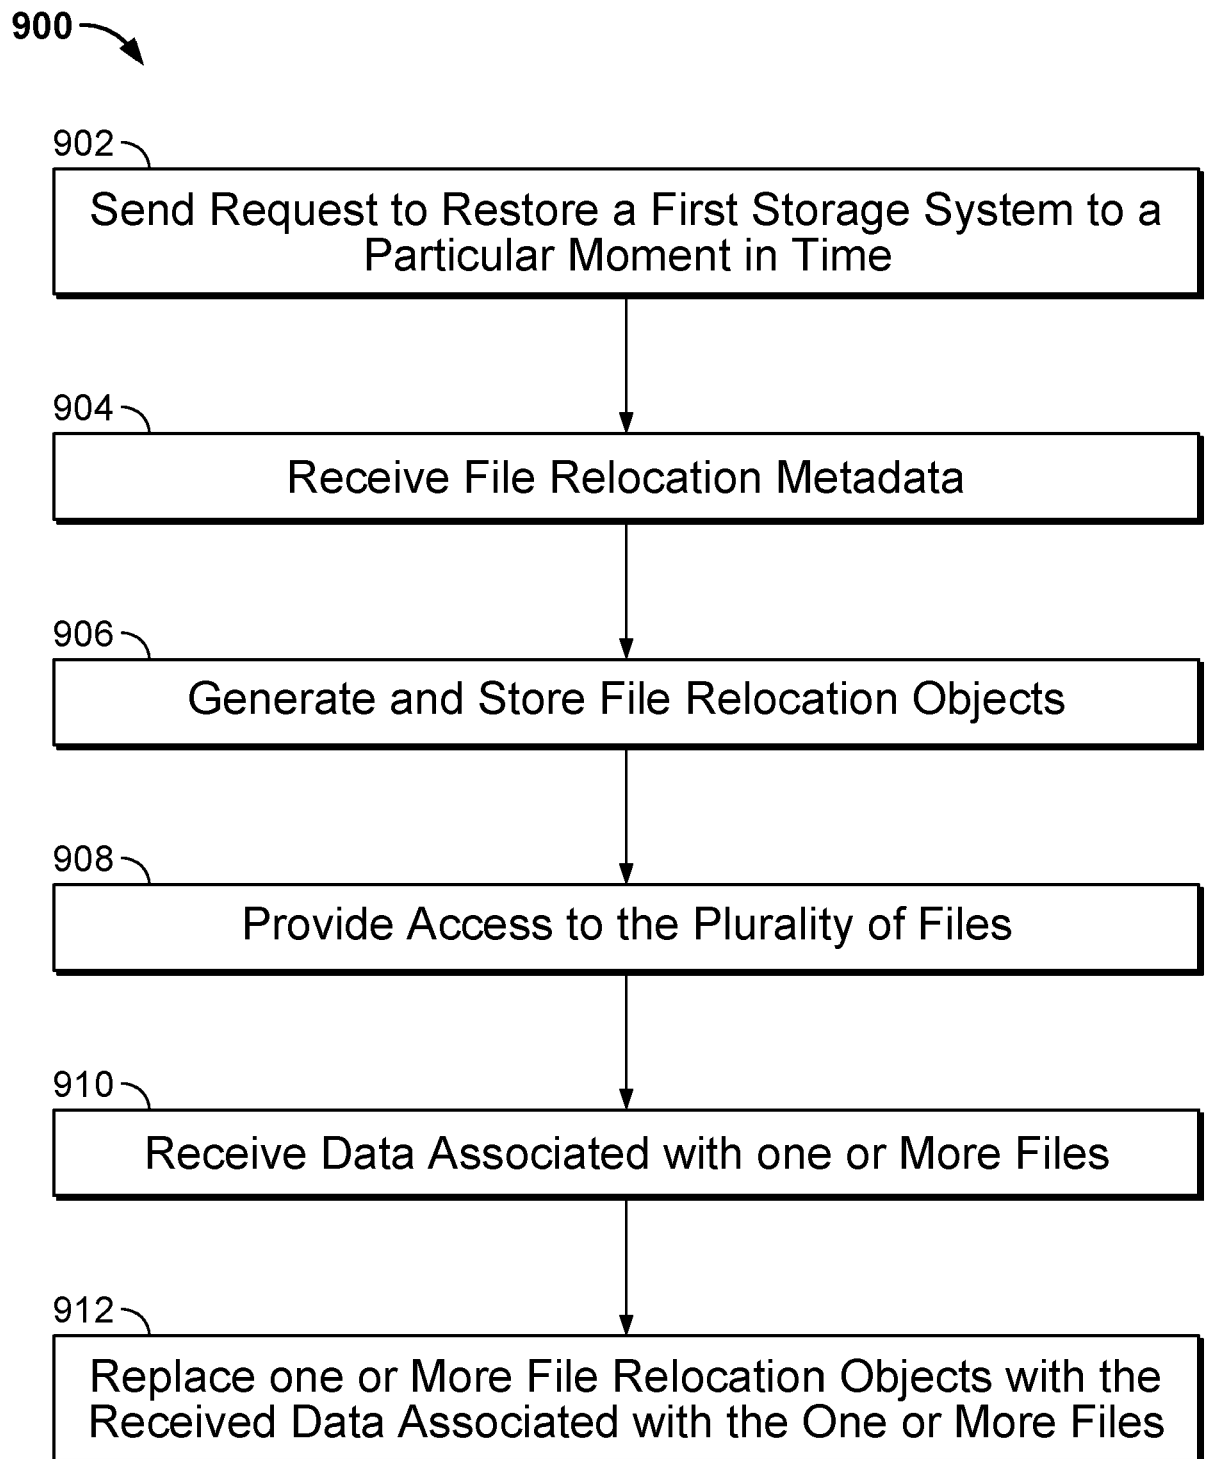 900
902
Send Request to Restore a First Storage System to a
Particular Moment in Time
904
Receive File Relocation Metadata
906
Generate and Store File Relocation Objects
908
Provide Access to the Plurality of Files
910
Receive Data Associated with one or More Files
912
Replace one or More File Relocation Objects with the
Received Data Associated with the One or More Files